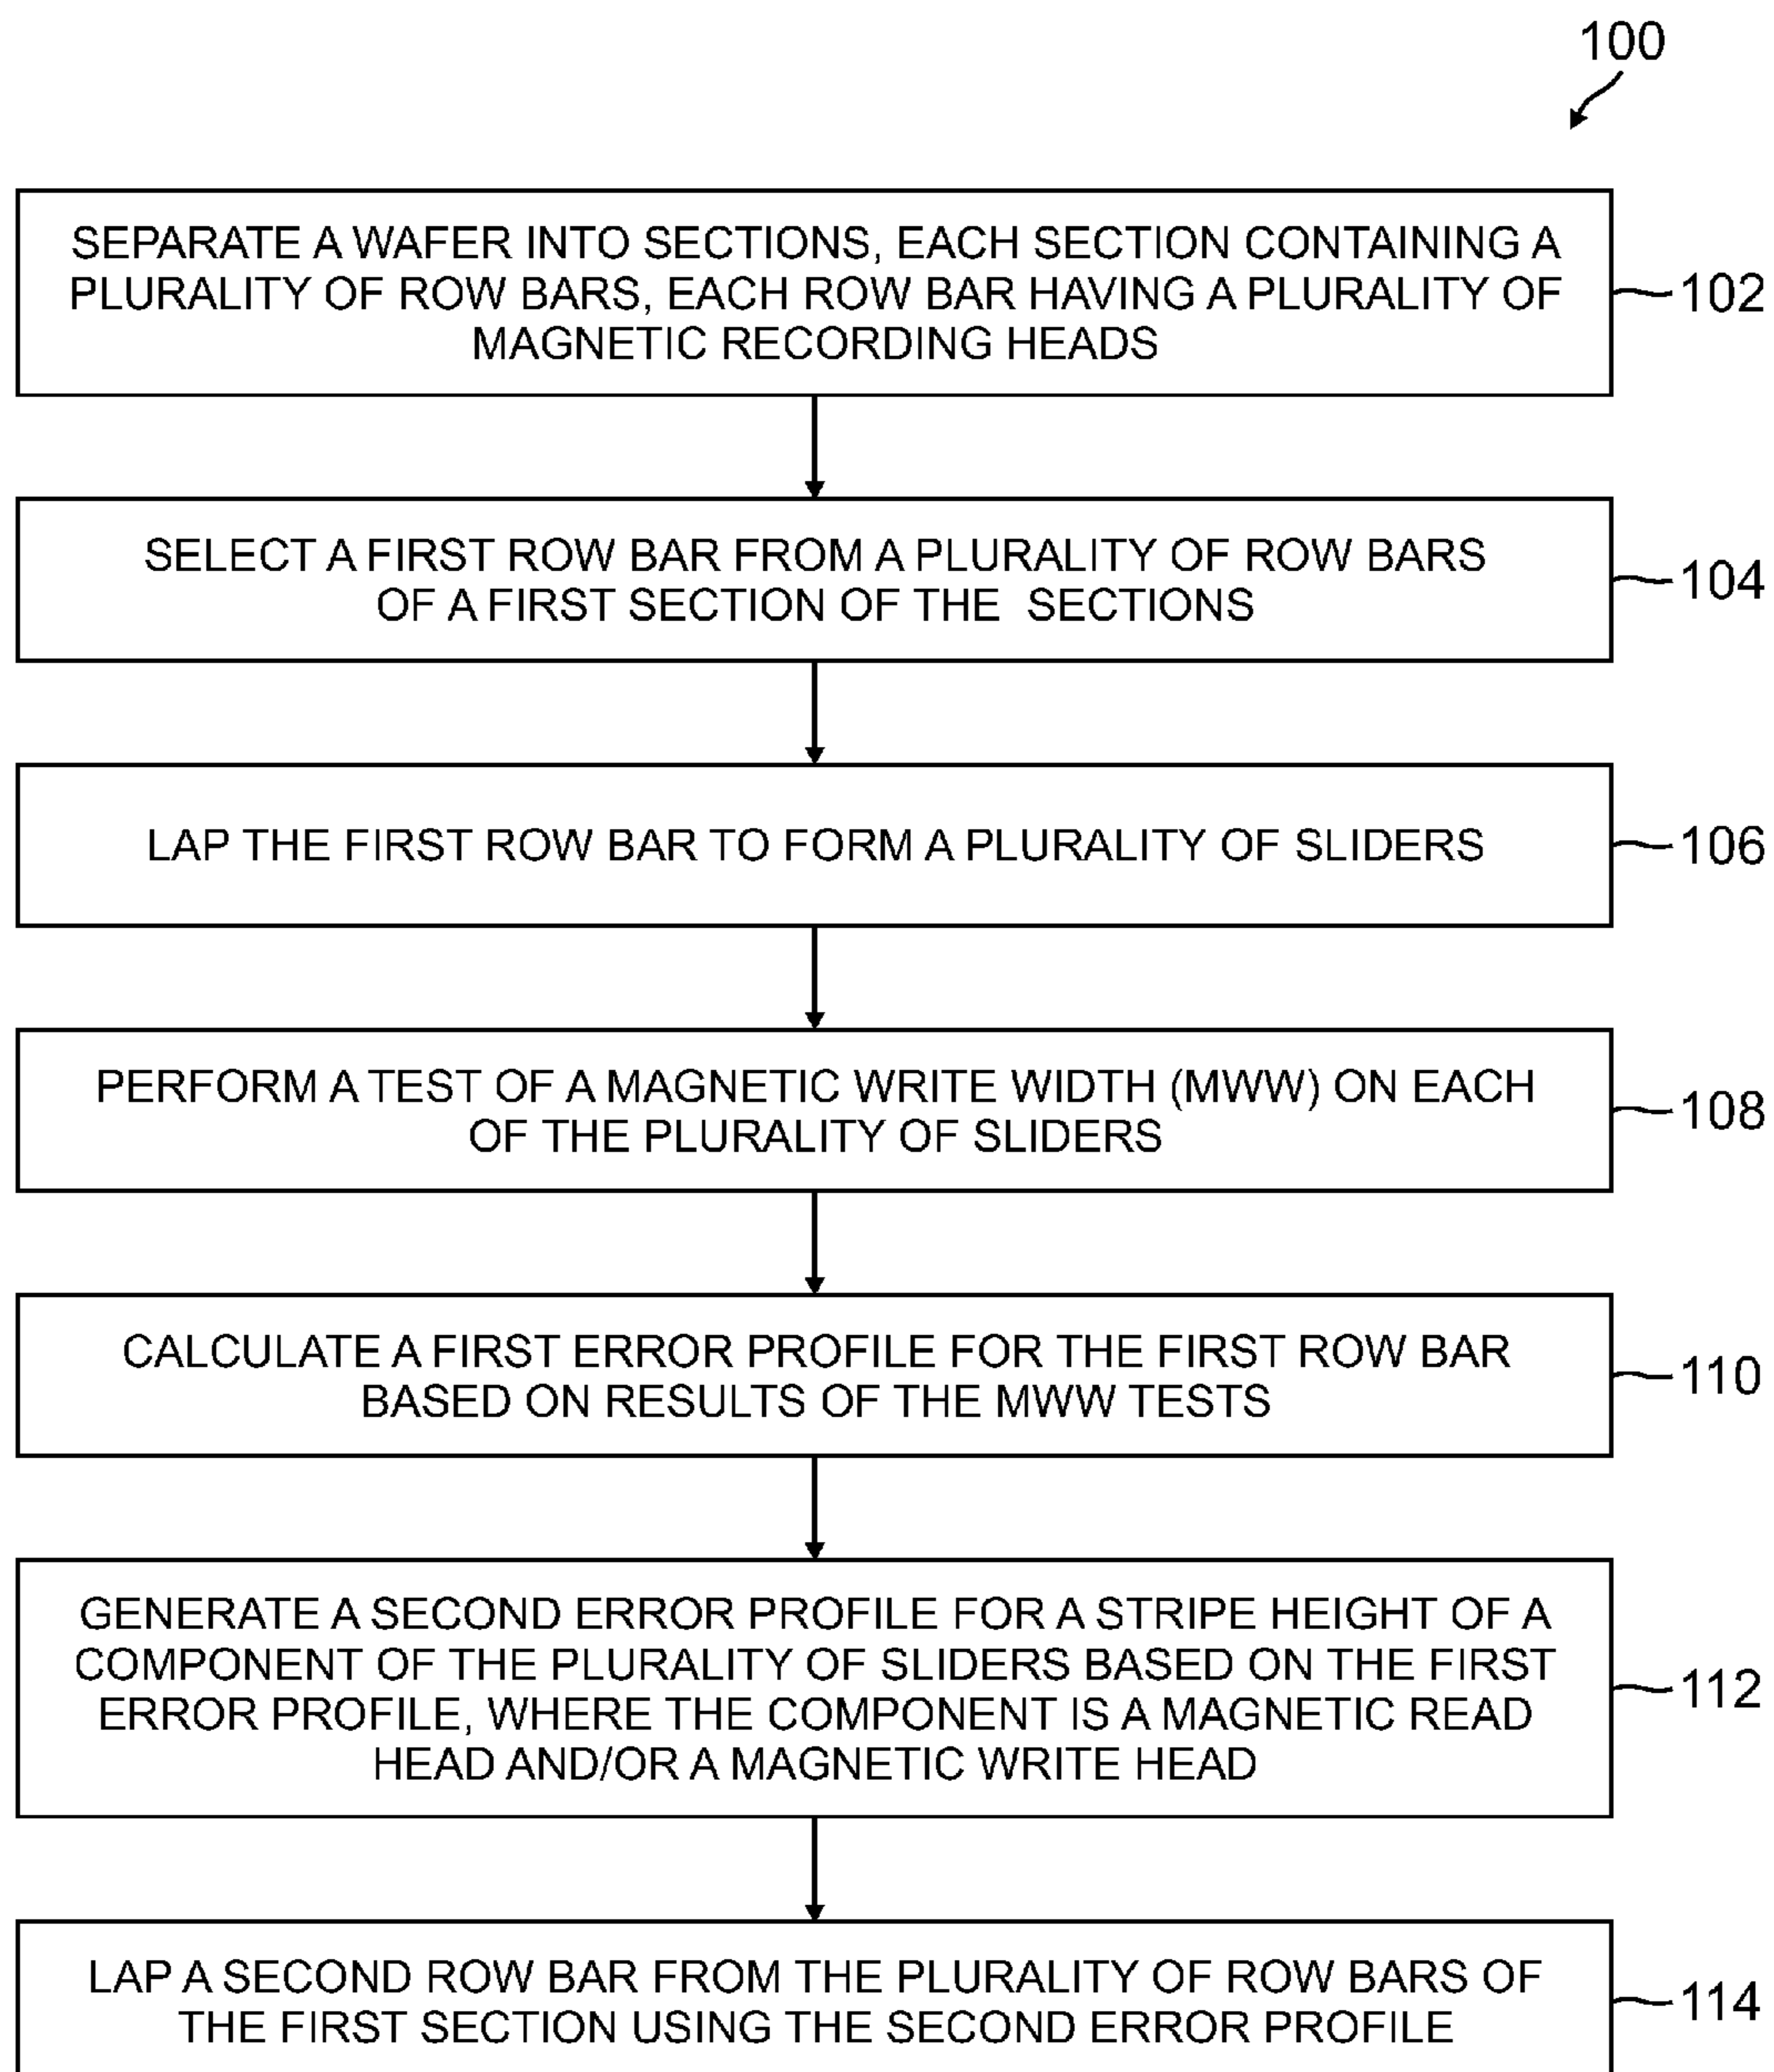 100
SEPARATE A WAFER INTO SECTIONS, EACH SECTION CONTAINING A
PLURALITY OF ROW BARS, EACH ROW BAR HAVING A PLURALITY OF
MAGNETIC RECORDING HEADS
102
SELECT A FIRST ROW BAR FROM A PLURALITY OF ROW BARS
OF A FIRST SECTION OF THE SECTIONS
104
LAP THE FIRST ROW BAR TO FORM A PLURALITY OF SLIDERS
106
PERFORM A TEST OF A MAGNETIC WRITE WIDTH (MWW) ON EACH
OF THE PLURALITY OF SLIDERS
108
CALCULATE A FIRST ERROR PROFILE FOR THE FIRST ROW BAR
BASED ON RESULTS OF THE MWW TESTS
110
GENERATE A SECOND ERROR PROFILE FOR A STRIPE HEIGHT OF A
COMPONENT OF THE PLURALITY OF SLIDERS BASED ON THE FIRST
ERROR PROFILE, WHERE THE COMPONENT IS A MAGNETIC READ
HEAD AND/OR A MAGNETIC WRITE HEAD
112
LAP A SECOND ROW BAR FROM THE PLURALITY OF ROW BARS OF
THE FIRST SECTION USING THE SECOND ERROR PROFILE
114